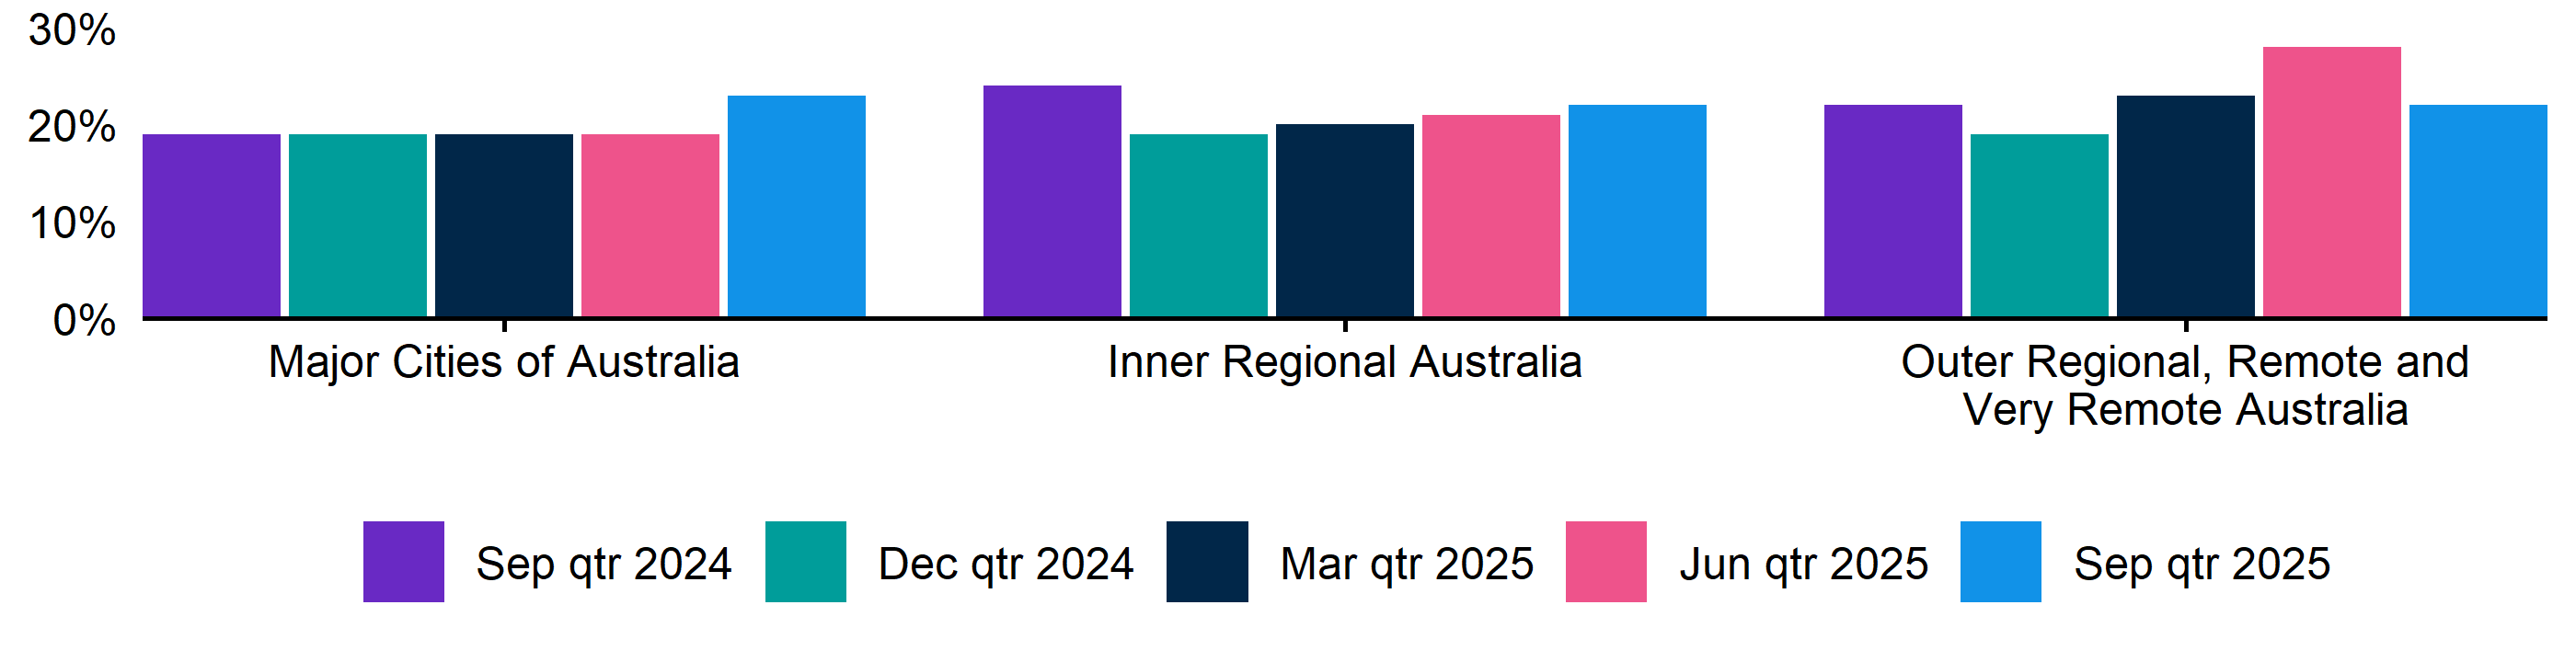 30%
20%
10%
0%
Major Cities of Australia
Inner Regional Australia
Outer Regional, Remote and
Very Remote Australia
Sep qtr 2024
Dec qtr 2024
Mar qtr 2025
Jun qtr 2025
Sep qtr 2025